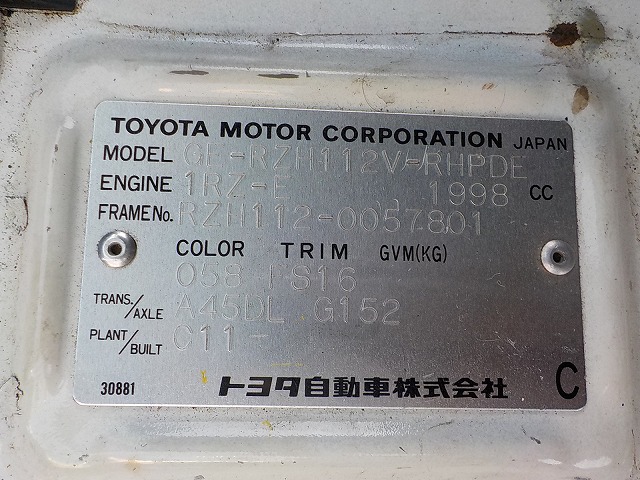 TOYOTA MOTOR CORPORATION JAPAN
MODEL GE-RZH112V-RHPDE
ENGINE 1RZ-E 1998 CC
FRAME No. RZH112-0057801
COLOR TRIM GVM(KG)
058 FS16
TRANS./AXLE A45DL G152
PLANT/BUILT C11-
30881 トヨタ自動車株式会社 C